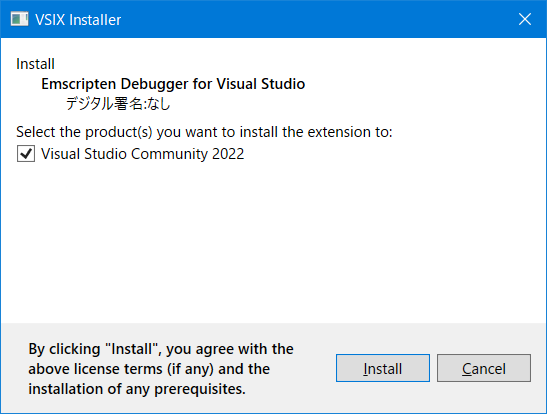 VSIX Installer
Install
Emscripten Debugger for Visual Studio
デジタル署名:なし
Select the product(s) you want to install the extension to:
Visual Studio Community 2022
By clicking "Install", you agree with the
above license terms (if any) and the
installation of any prerequisites.
Install
Cancel